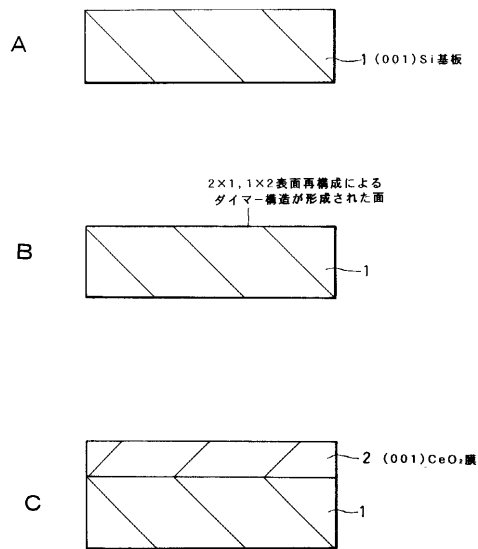 A
1 (001)Si基板
2×1,1×2表面再構成による
ダイマー構造が形成された面
B
1
2 (001)CeO₂膜
C
1